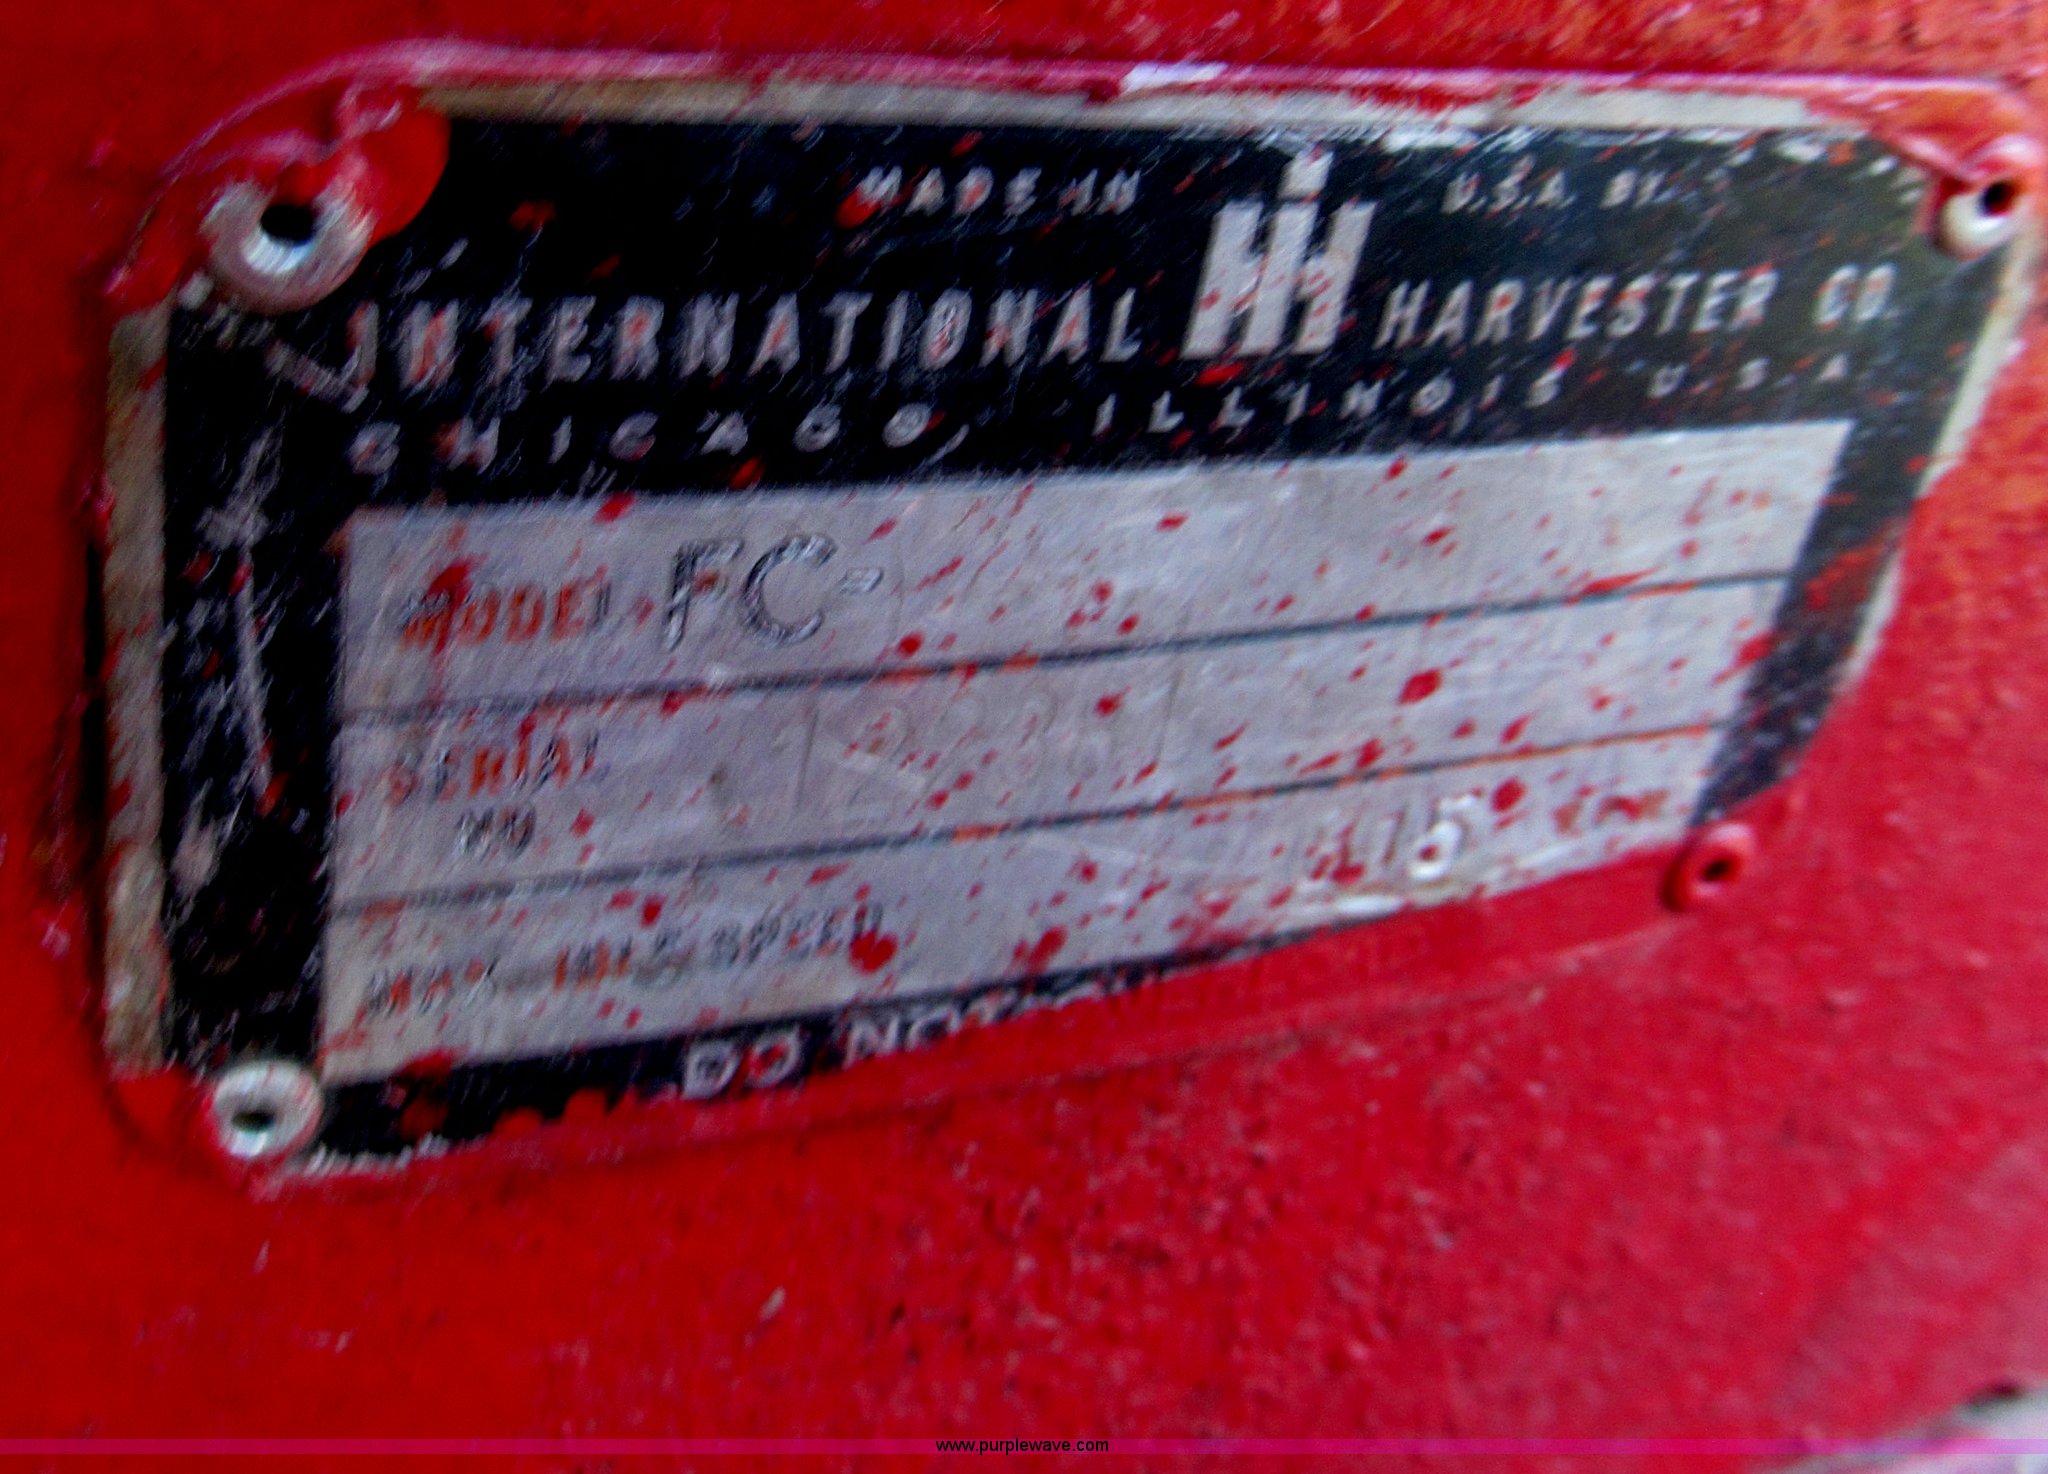 MADE IN U.S.A. BY
INTERNATIONAL IH HARVESTER CO.
CHICAGO, ILLINOIS U.S.A.
MODEL FC-
SERIAL
NO
MAX. IDLE SPEED
DO NOT
www.purplewave.com